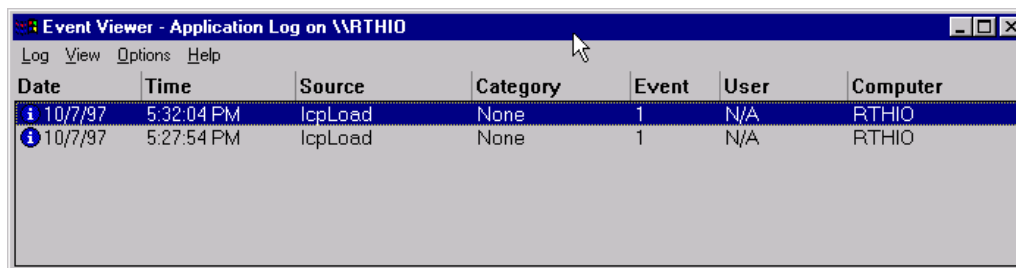 Event Viewer - Application Log on \\RTHIO
Log View Options Help
Date Time Source Category Event User Computer
10/7/97 5:32:04 PM IcpLoad None 1 N/A RTHIO
10/7/97 5:27:54 PM IcpLoad None 1 N/A RTHIO